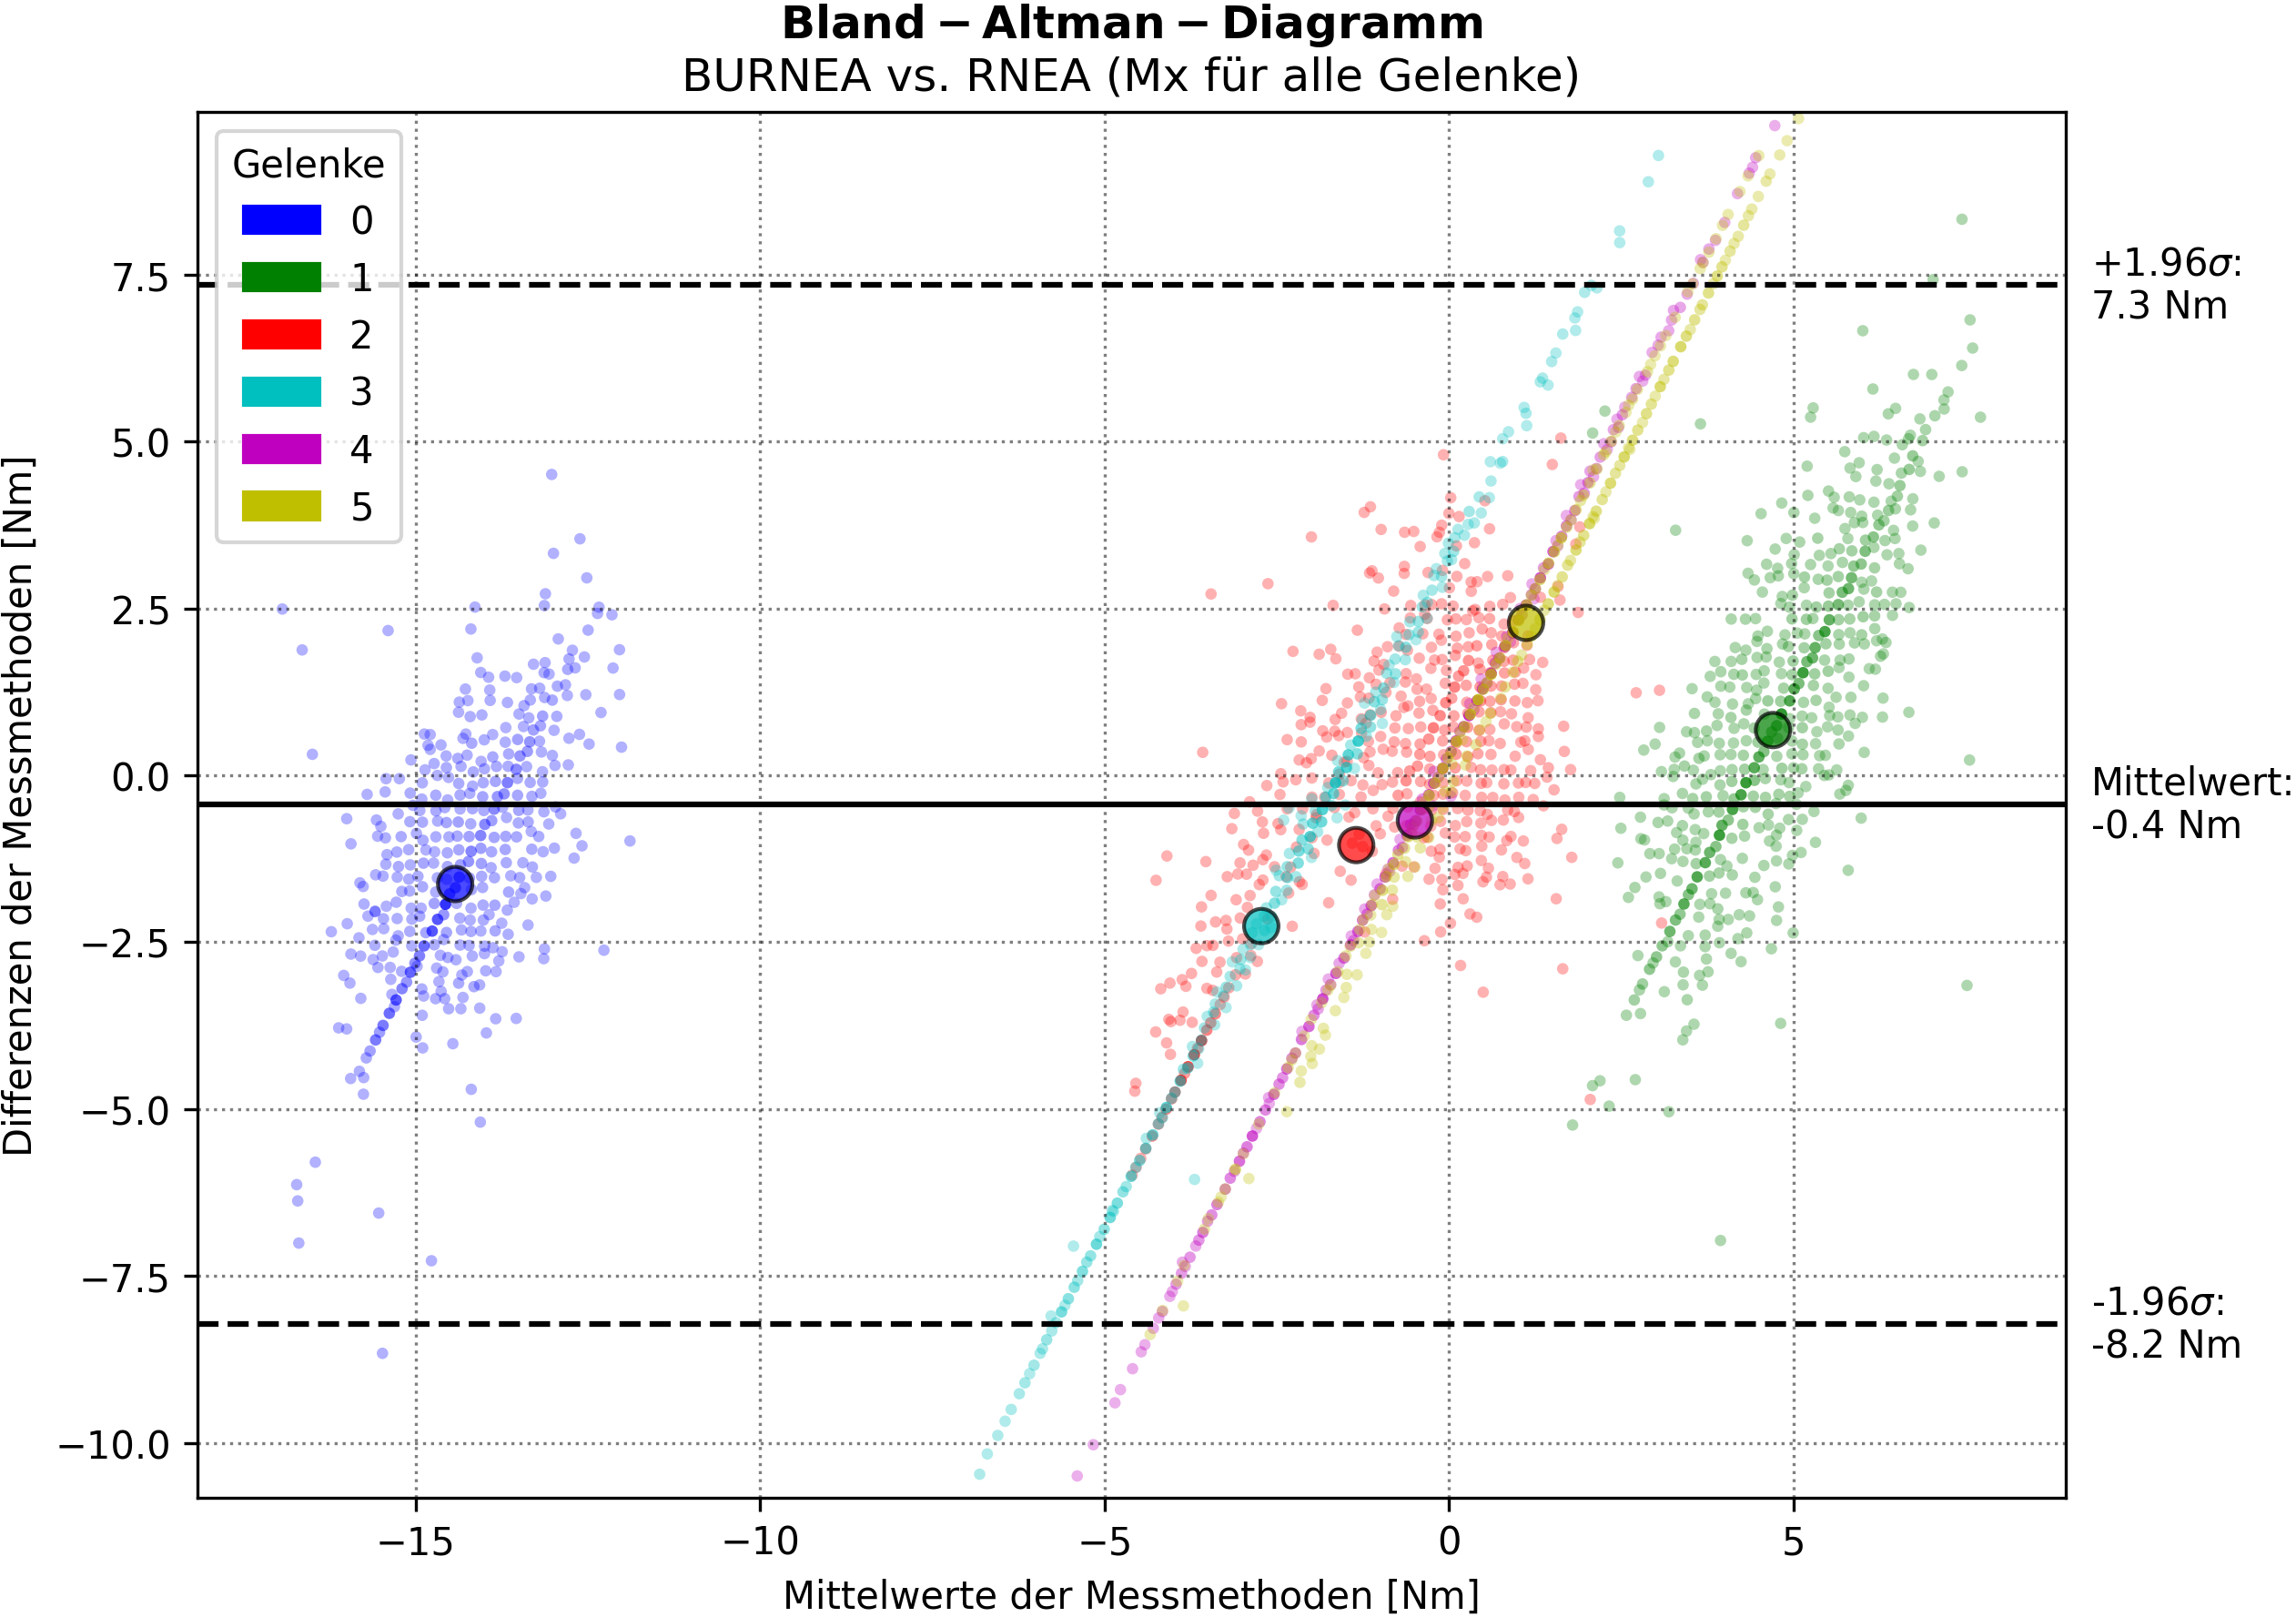 Bland − Altman − Diagramm
BURNEA vs. RNEA (Mx für alle Gelenke)
Gelenke
0
1
2
3
4
5
Differenzen der Messmethoden [Nm]
7.5
5.0
2.5
0.0
−2.5
−5.0
−7.5
−10.0
+1.96σ:
7.3 Nm
Mittelwert:
-0.4 Nm
-1.96σ:
-8.2 Nm
−15
−10
−5
0
5
Mittelwerte der Messmethoden [Nm]